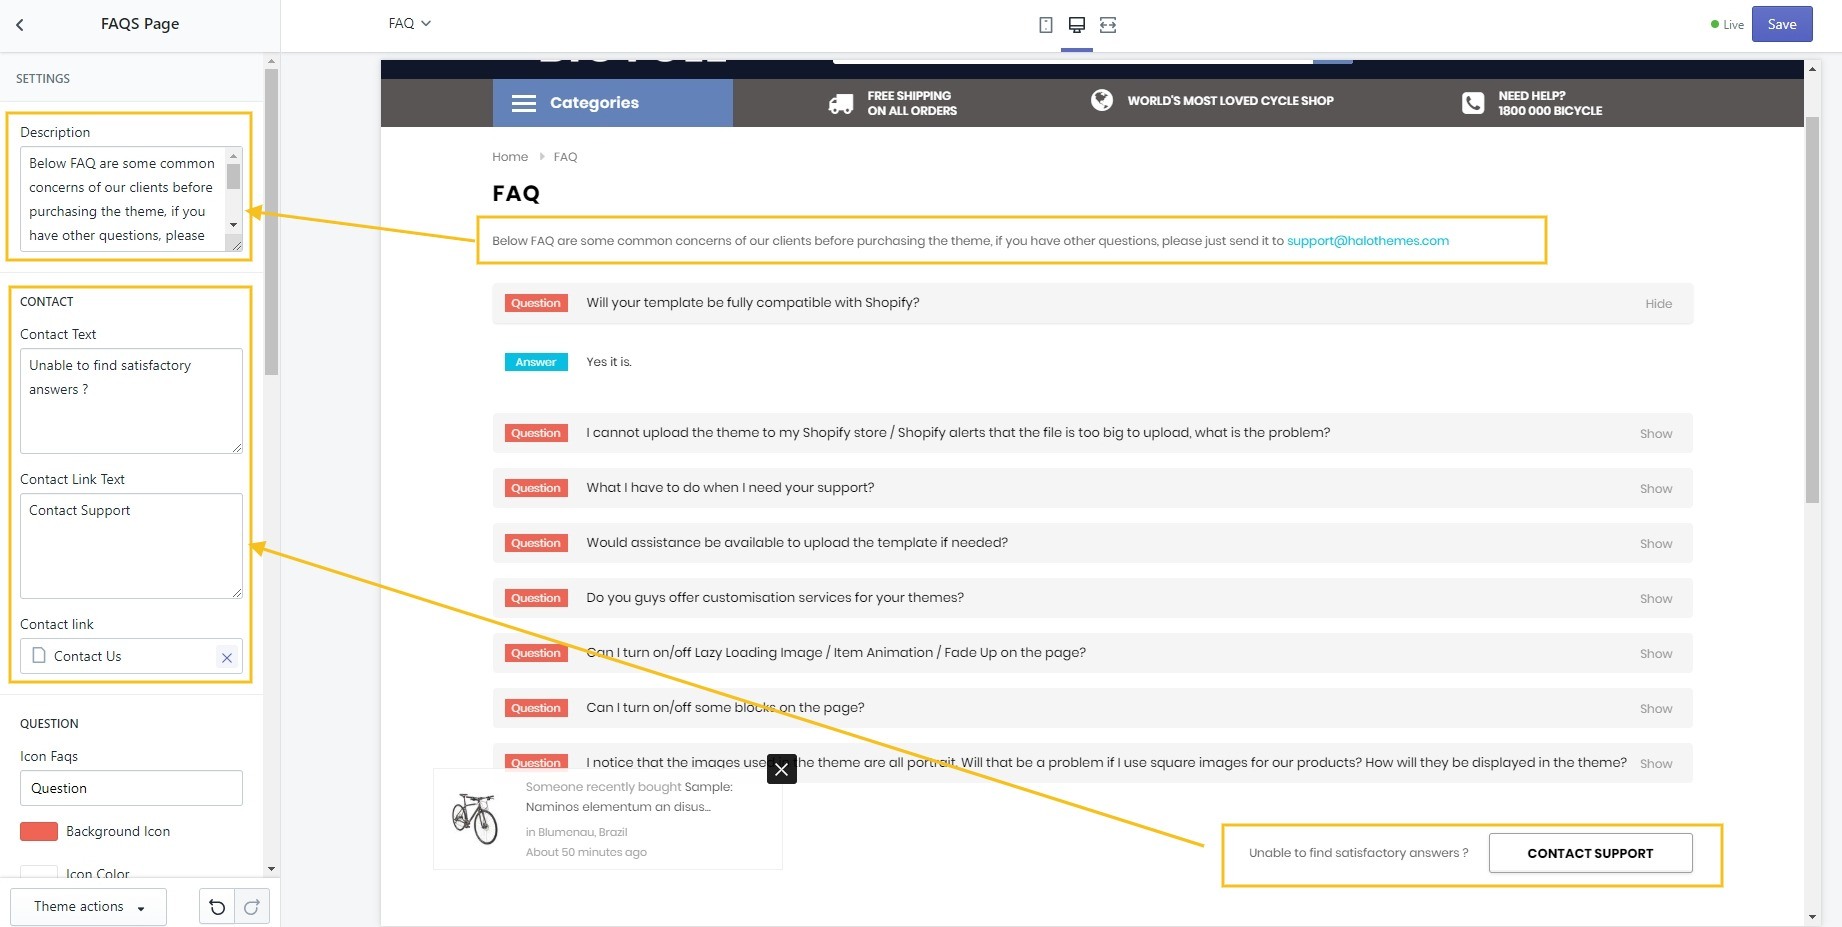 FAQS Page
FAQ
Live
Save
SETTINGS
Description
Below FAQ are some common
concerns of our clients before
purchasing the theme, if you
have other questions, please
CONTACT
Contact Text
Unable to find satisfactory
answers ?
Contact Link Text
Contact Support
Contact link
Contact Us
QUESTION
Icon Faqs
Question
Background Icon
Icon Color
Theme actions
Categories
FREE SHIPPING
ON ALL ORDERS
WORLD'S MOST LOVED CYCLE SHOP
NEED HELP?
1800 000 BICYCLE
Home FAQ
FAQ
Below FAQ are some common concerns of our clients before purchasing the theme, if you have other questions, please just send it to support@halothemes.com
Question Will your template be fully compatible with Shopify? Hide
Answer Yes it is.
Question I cannot upload the theme to my Shopify store / Shopify alerts that the file is too big to upload, what is the problem? Show
Question What I have to do when I need your support? Show
Question Would assistance be available to upload the template if needed? Show
Question Do you guys offer customisation services for your themes? Show
Question Can I turn on/off Lazy Loading Image / Item Animation / Fade Up on the page? Show
Question Can I turn on/off some blocks on the page? Show
Question I notice that the images used in the theme are all portrait. Will that be a problem if I use square images for our products? How will they be displayed in the theme? Show
Someone recently bought Sample:
Naminos elementum an disus...
in Blumenau, Brazil
About 50 minutes ago
Unable to find satisfactory answers ? CONTACT SUPPORT